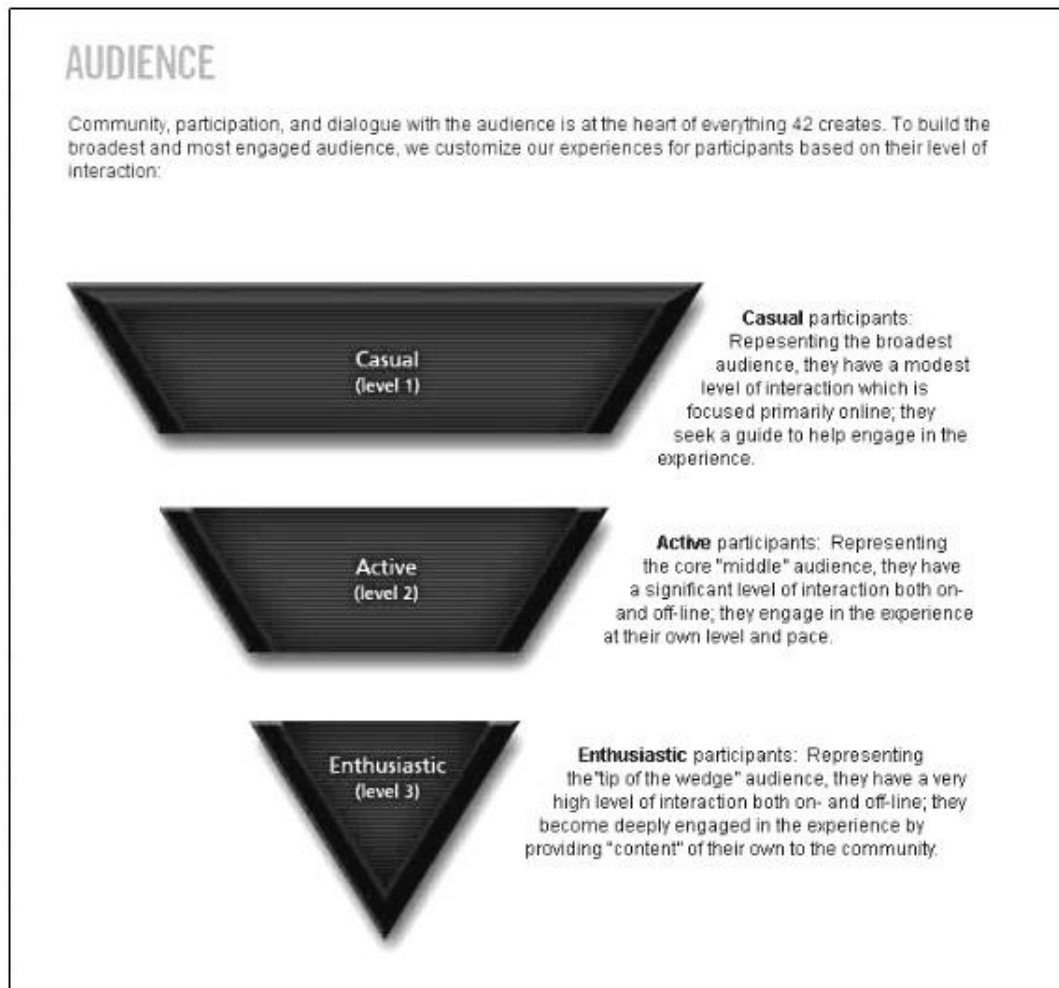 AUDIENCE
Community, participation, and dialogue with the audience is at the heart of everything 42 creates. To build the
broadest and most engaged audience, we customize our experiences for participants based on their level of
interaction:
Casual
(level 1)
Casual participants:
Repesenting the broadest
audience, they have a modest
level of interaction which is
focused primarily online; they
seek a guide to help engage in the
experience.
Active
(level 2)
Active participants: Representing
the core "middle" audience, they have
a significant level of interaction both on-
and off-line; they engage in the experience
at their own level and pace.
Enthusiastic
(level 3)
Enthusiastic participants: Representing
the"tip of the wedge" audience, they have a very
high level of interaction both on- and off-line; they
become deeply engaged in the experience by
providing "content" of their own to the community.